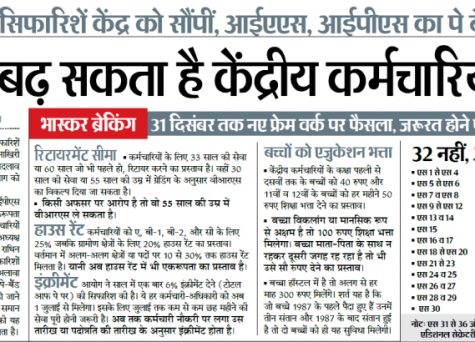 सिफारिशें केंद्र को सौंपीं, आईएएस, आईपीएस का पे
बढ़ सकता है केंद्रीय कर्मचारि
भास्कर ब्रेकिंग
31 दिसंबर तक नए फ्रेम वर्क पर फैसला, जरूरत होने
रिटायरमेंट सीमा - कर्मचारियों के लिए 33 साल की सेवा
या 60 साल जो भी पहले हो, रिटायर करने का प्रस्ताव है। वहीं 30
साल की सेवा या 55 साल की उम्र में ग्रेडिंग के अनुसार वीआरएस
का विकल्प दिया जा सकता है।
• किसी अफसर पर आरोप है तो वो 55 साल की उम्र में
वीआरएस ले सकता है।
हाउस रेंट कर्मचारियों को ए, बी-1, बी-2, और सी के लिए
25% जबकि ग्रामीण क्षेत्रों के लिए 20% हाउस रेंट का प्रस्ताव।
वर्तमान में अलग-अलग क्षेत्रों या पदों पर 10 से 30% तक हाउस रेंट
मिलता है। यानी अब हाउस रेंट में भी एकरूपता का प्रस्ताव है।
इंक्रीमेंट आयोग ने साल में एक बार 6% इंक्रीमेंट देने (टोटल
आफ पे पर) की सिफारिश की है। ये हर कर्मचारी-अधिकारी को अब
1 जुलाई से मिलेगा। इसके लिए जुलाई तक कम से कम छह महीने की
सेवा पूरी होनी जरूरी है। अब तक कर्मचारी नौकरी पर लगा उस
तारीख या पदोन्नति की तारीख के अनुसार इंक्रीमेंट होता है।
बच्चों को एजुकेशन भत्ता
• केंद्रीय कर्मचारियों के कक्षा पहली से
दसवीं तक के बच्चों को 40 रुपए और
11वीं व 12वीं के बच्चों को हर महीने 50
रुपए शिक्षा भत्ता देने का प्रस्ताव।
• बच्चा विकलांग या मानसिक रूप
से अक्षम है तो 100 रुपए शिक्षा भत्ता
मिलेगा। बच्चा माता-पिता के साथ न
रहकर दूसरी जगह रह रहा है तो भी
उसे सौ रुपए देने का प्रस्ताव।
• बच्चा हॉस्टल में है तो अलग से हर
माह 300 रुपए मिलेंगे। शर्त यह है कि
जो बच्चे 1987 के पहले पैदा हुए हैं उनमें
तीन संतान और 1987 के बाद संतान हुई
है तो दो बच्चों को ही यह सुविधा मिलेगी।
32 नहीं,
• एस 1 से एस 4
• एस 5 से एस 6
• एस 7 व एस 8
• एस 9 से एस 12
• एस 13 व 14
• एस 15
• एस 16 व एस 17
• एस 18 से एस 20
• एस 21 से 23
• एस 24 व 25
• एस 26 व 27
• एस 28 व 29
• एस 30
नोट: एस 31 से 36
एडिशनल सेक्रेटरी